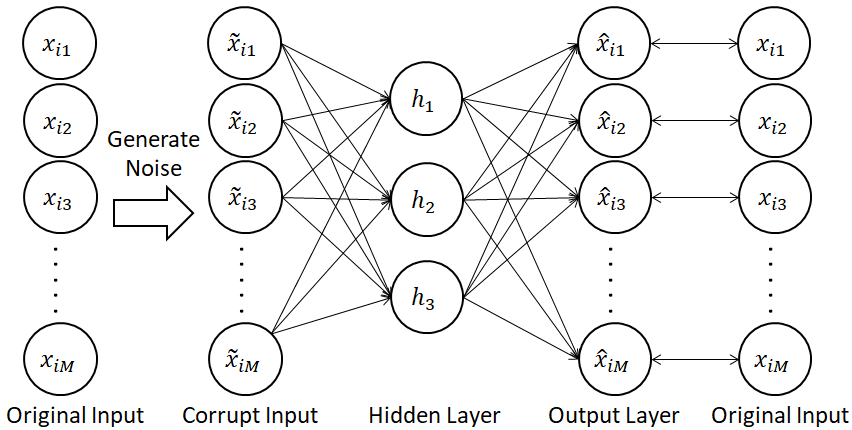 x_{i1} x̃_{i1} x̂_{i1} x_{i1}
h_1
x_{i2} x̃_{i2} x̂_{i2} x_{i2}
Generate
Noise
x_{i3} x̃_{i3} h_2 x̂_{i3} x_{i3}
h_3
x_{iM} x̃_{iM} x̂_{iM} x_{iM}
Original Input Corrupt Input Hidden Layer Output Layer Original Input